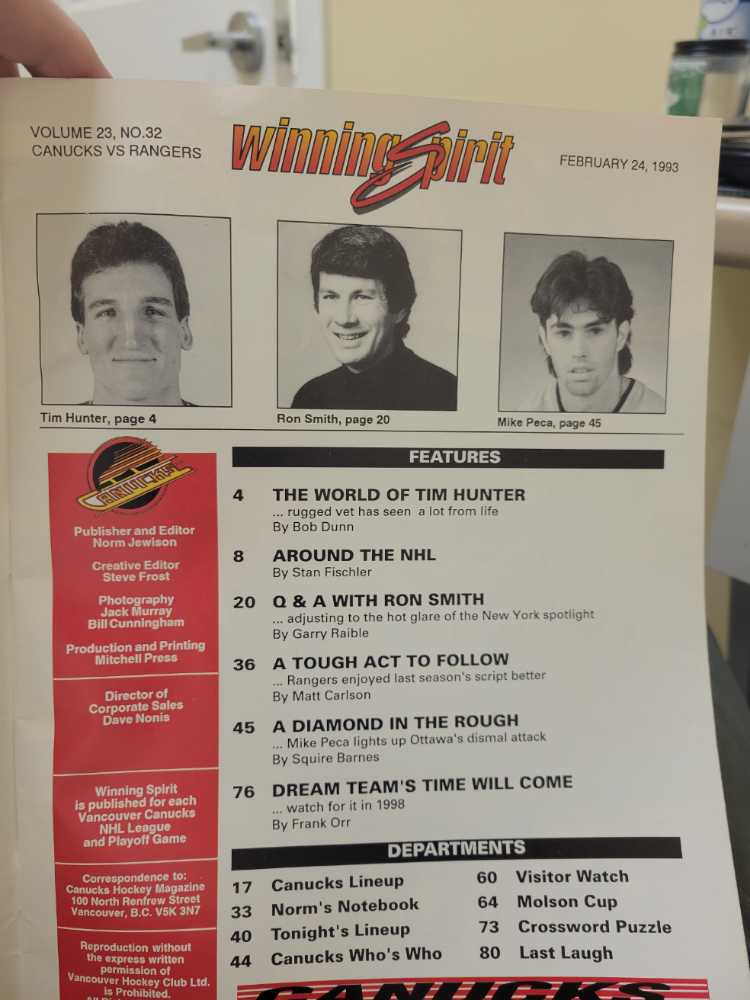 VOLUME 23, NO.32
CANUCKS VS RANGERS
Winning Spirit
FEBRUARY 24, 1993
Tim Hunter, page 4
Ron Smith, page 20
Mike Peca, page 45
CANUCKS
Publisher and Editor
Norm Jewison
Creative Editor
Steve Frost
Photography
Jack Murray
Bill Cunningham
Production and Printing
Mitchell Press
Director of
Corporate Sales
Dave Nonis
Winning Spirit
is published for each
Vancouver Canucks
NHL League
and Playoff Game
Correspondence to:
Canucks Hockey Magazine
100 North Renfrew Street
Vancouver, B.C. V5K 3N7
Reproduction without
the express written
permission of
Vancouver Hockey Club Ltd.
is Prohibited.
FEATURES
4 THE WORLD OF TIM HUNTER
... rugged vet has seen a lot from life
By Bob Dunn
8 AROUND THE NHL
By Stan Fischler
20 Q & A WITH RON SMITH
... adjusting to the hot glare of the New York spotlight
By Garry Raible
36 A TOUGH ACT TO FOLLOW
... Rangers enjoyed last season's script better
By Matt Carlson
45 A DIAMOND IN THE ROUGH
... Mike Peca lights up Ottawa's dismal attack
By Squire Barnes
76 DREAM TEAM'S TIME WILL COME
... watch for it in 1998
By Frank Orr
DEPARTMENTS
17 Canucks Lineup
33 Norm's Notebook
40 Tonight's Lineup
44 Canucks Who's Who
60 Visitor Watch
64 Molson Cup
73 Crossword Puzzle
80 Last Laugh
CANUCKS